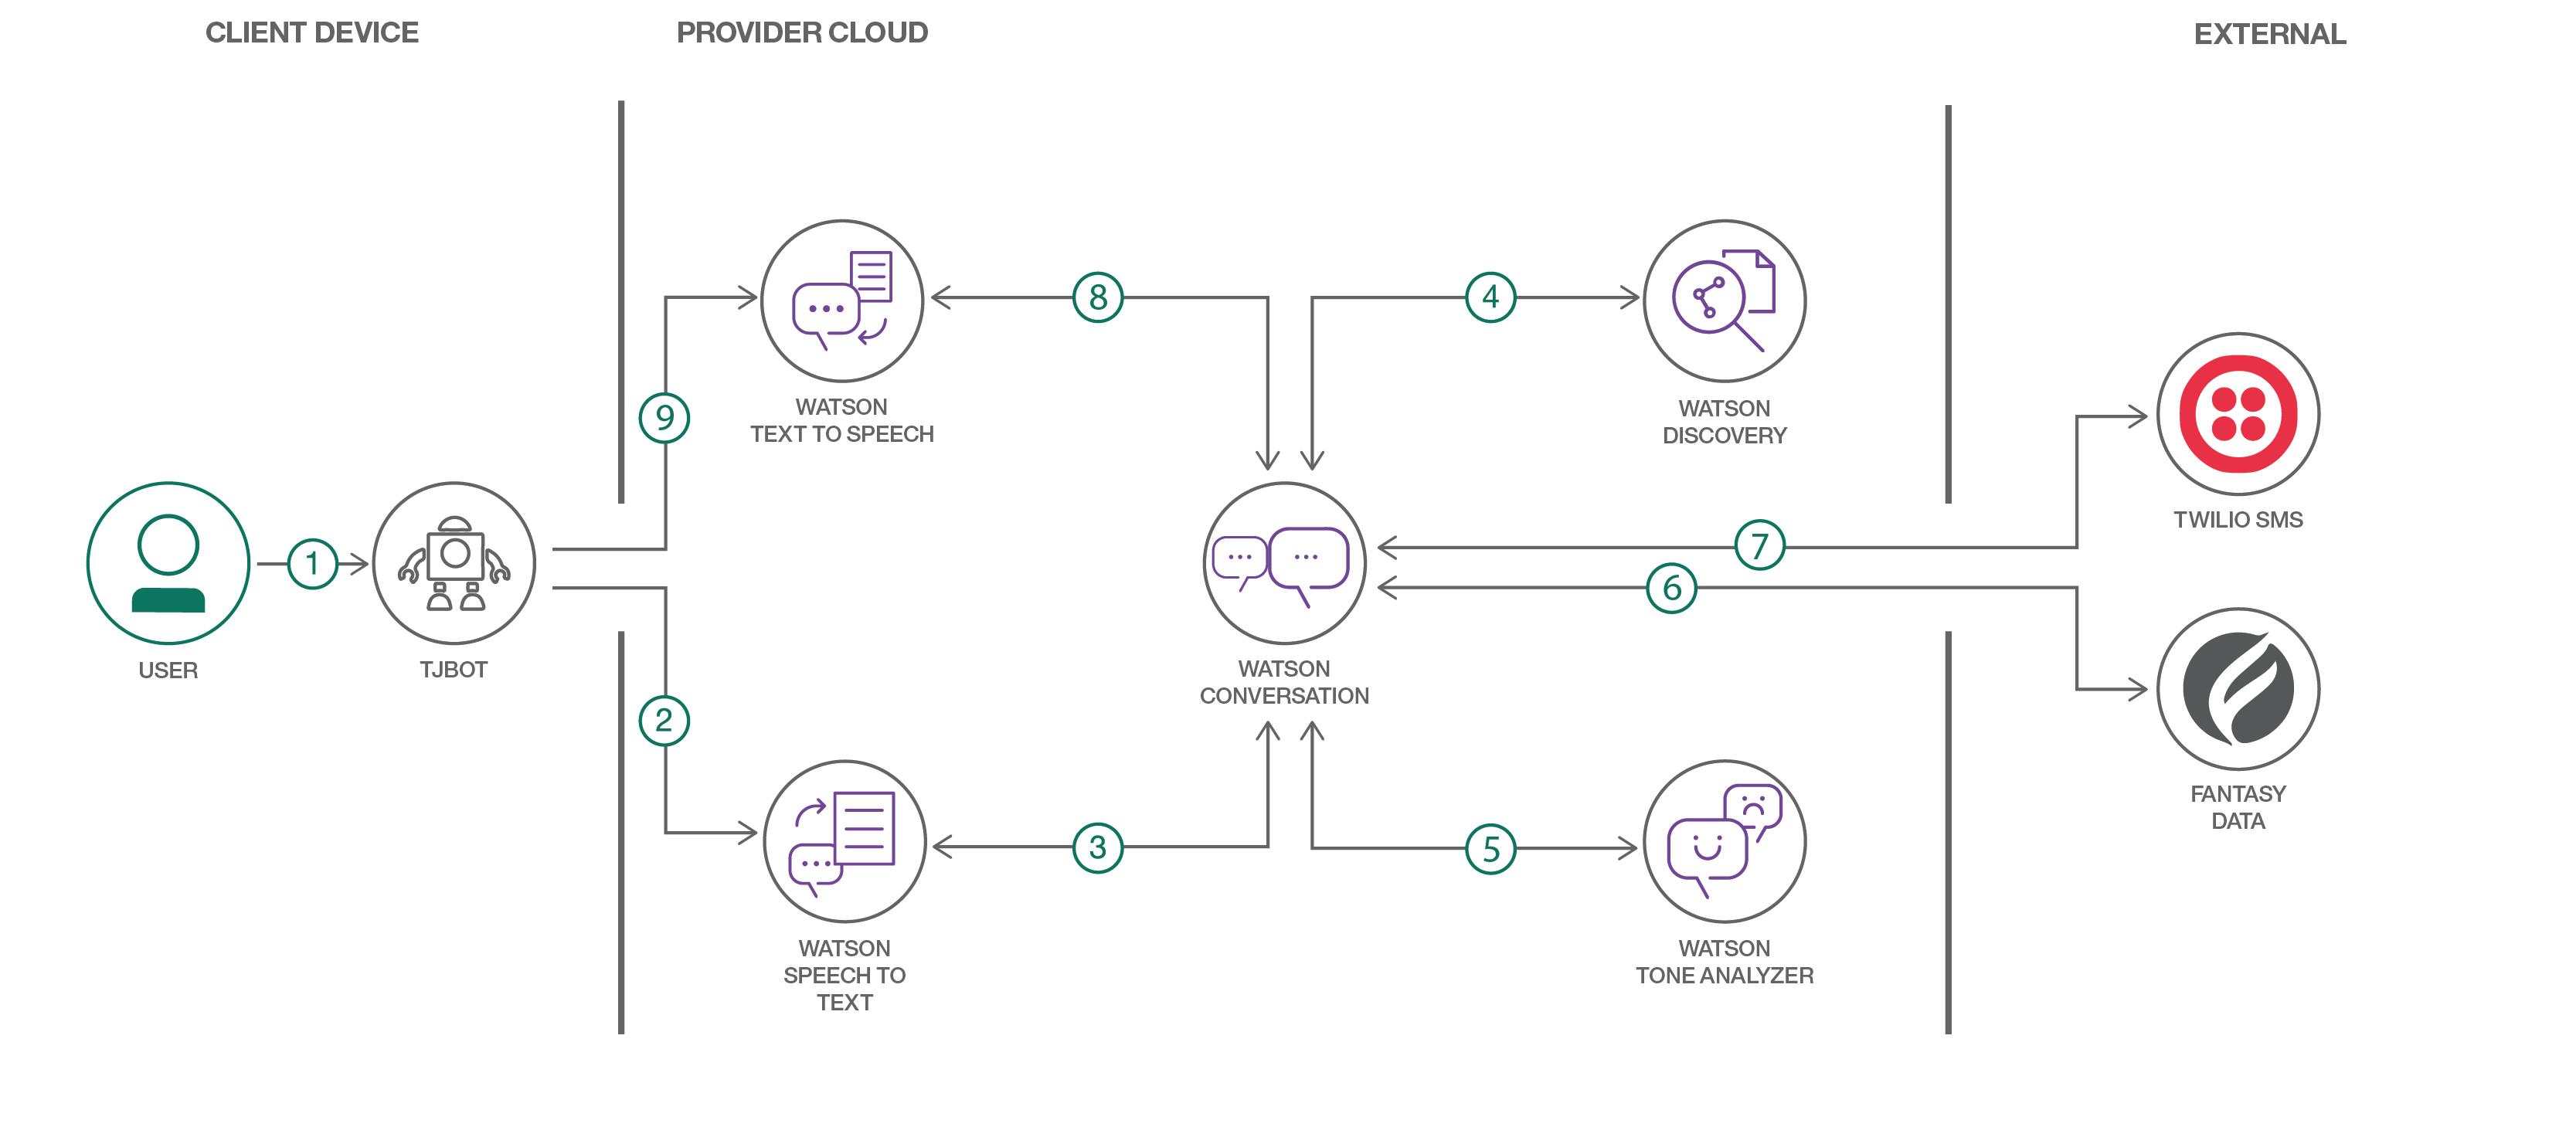 CLIENT DEVICE
PROVIDER CLOUD
EXTERNAL
8
4
9
WATSON
TEXT TO SPEECH
WATSON
DISCOVERY
1
7
6
TWILIO SMS
USER
TJBOT
WATSON
CONVERSATION
2
FANTASY
DATA
3
5
WATSON
SPEECH TO
TEXT
WATSON
TONE ANALYZER